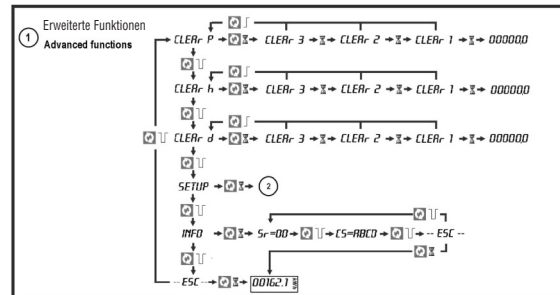 Erweiterte Funktionen
1 Advanced functions
CLEAr P CLEAr 3 CLEAr 2 CLEAr 1 00000,0
CLEAr h CLEAr 3 CLEAr 2 CLEAr 1 00000,0
CLEAr d CLEAr 3 CLEAr 2 CLEAr 1 00000,0
SETUP 2
INFO Sr=00 CS=ABCD -- ESC --
-- ESC -- 00162.1 kWh